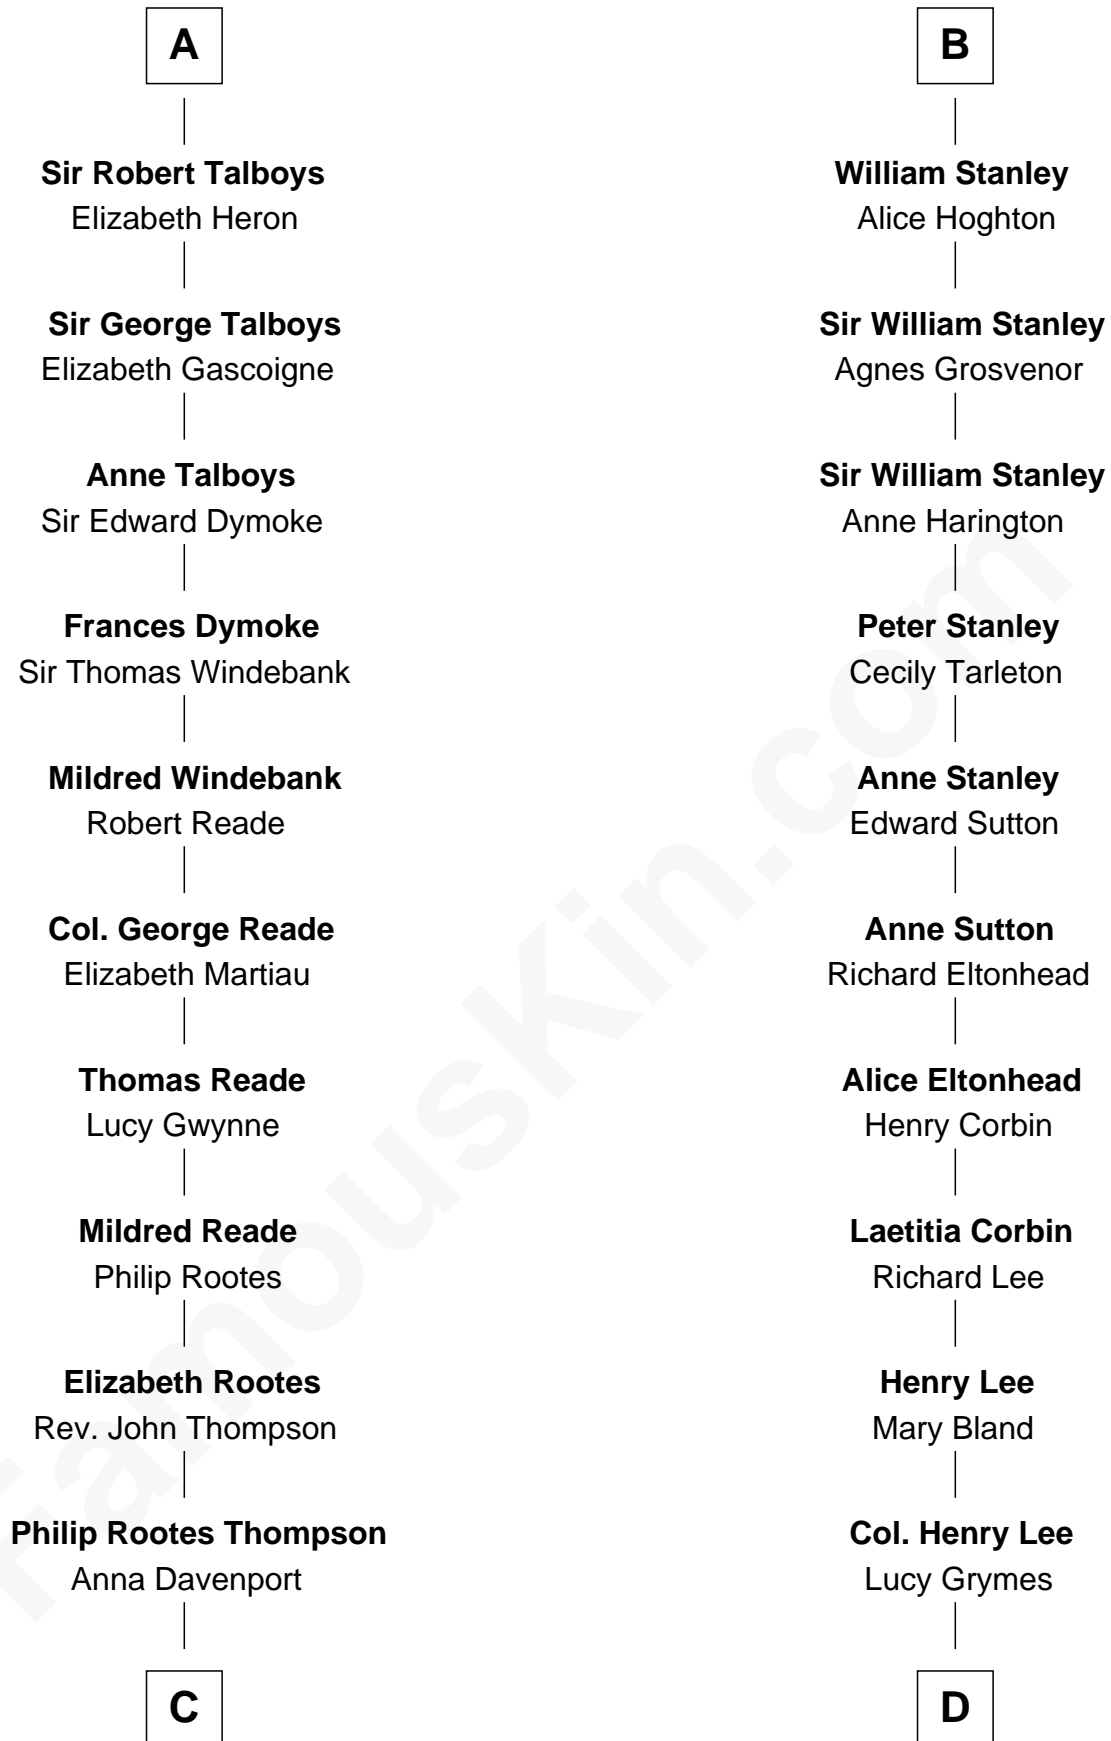 A
Sir Robert Talboys
Elizabeth Heron
Sir George Talboys
Elizabeth Gascoigne
Anne Talboys
Sir Edward Dymoke
Frances Dymoke
Sir Thomas Windebank
Mildred Windebank
Robert Reade
Col. George Reade
Elizabeth Martiau
Thomas Reade
Lucy Gwynne
Mildred Reade
Philip Rootes
Elizabeth Rootes
Rev. John Thompson
Philip Rootes Thompson
Anna Davenport
C
B
William Stanley
Alice Hoghton
Sir William Stanley
Agnes Grosvenor
Sir William Stanley
Anne Harington
Peter Stanley
Cecily Tarleton
Anne Stanley
Edward Sutton
Anne Sutton
Richard Eltonhead
Alice Eltonhead
Henry Corbin
Laetitia Corbin
Richard Lee
Henry Lee
Mary Bland
Col. Henry Lee
Lucy Grymes
D
FamousKin.com